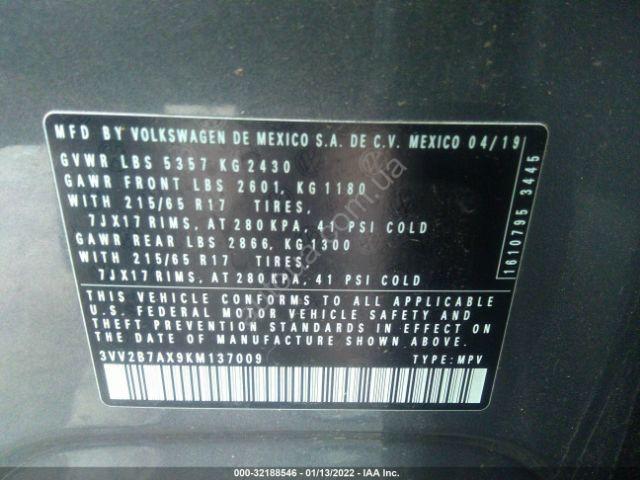 MFD BY VOLKSWAGEN DE MEXICO S.A. DE C.V. MEXICO 04/19
GVWR LBS 5357 KG 2430
GAWR FRONT LBS 2601, KG 1180
WITH 215/65 R17 TIRES,
7JX17 RIMS, AT 280 KPA, 41 PSI COLD
GAWR REAR LBS 2866, KG 1300
WITH 215/65 R17 TIRES,
7JX17 RIMS, AT 280 KPA, 41 PSI COLD
THIS VEHICLE CONFORMS TO ALL APPLICABLE
U.S. FEDERAL MOTOR VEHICLE SAFETY AND
THEFT PREVENTION STANDARDS IN EFFECT ON
THE DATE OF MANUFACTURE SHOWN ABOVE
3VV2B7AX9KM137009 TYPE: MPV
1610795 3445
000-32188546 - 01/13/2022 - IAA Inc.